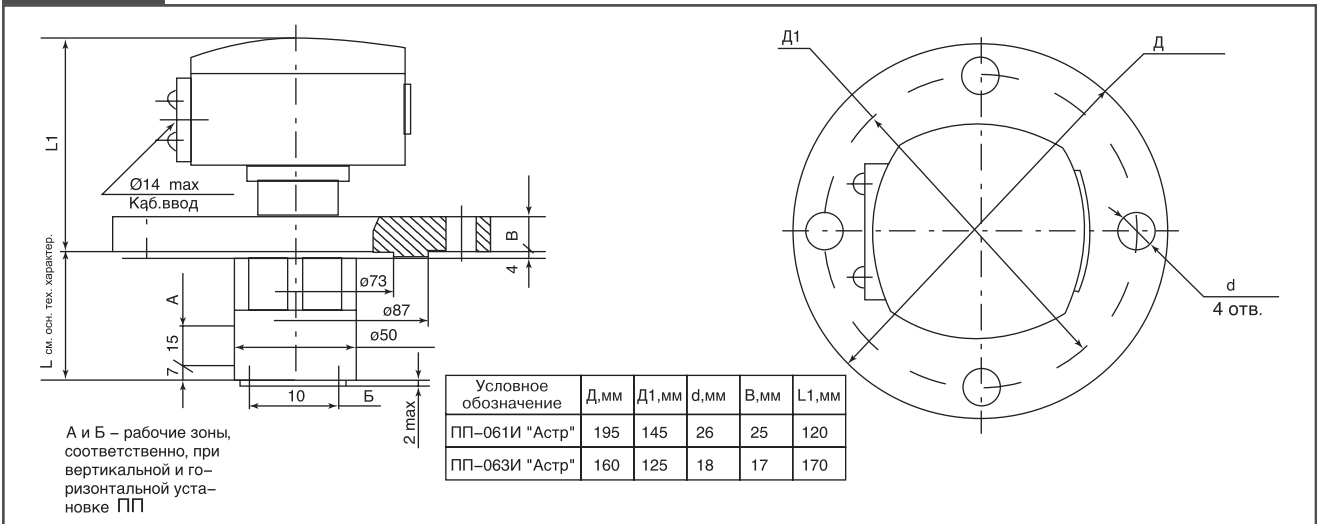 L1
Ø14 max
Каб.ввод
L см. осн. тех. характер.
B
4
ø73
ø87
ø50
A
15
7
10
Б
2 max
А и Б – рабочие зоны,
соответственно, при
вертикальной и го–
ризонтальной уста–
новке ПП
Условное обозначение Д,мм Д1,мм d,мм В,мм L1,мм
ПП–061И "Астр" 195 145 26 25 120
ПП–063И "Астр" 160 125 18 17 170
Д1
Д
d
4 отв.